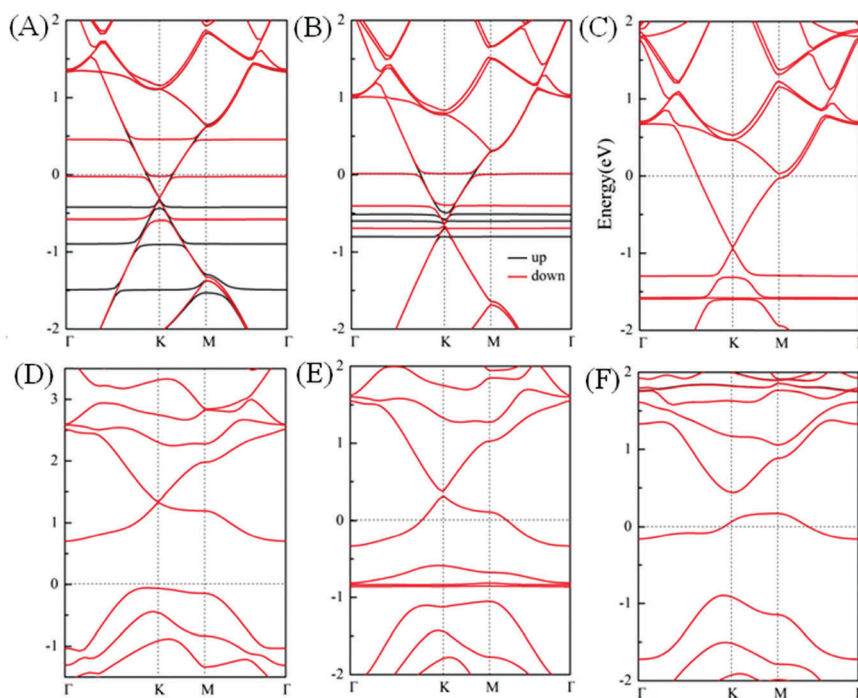 (A) (B) (C)
2 2 2
1 1 1
0 0 Energy(eV) 0
-1 -1 up -1
down
-2 -2 -2
Γ K M Γ Γ K M Γ Γ K M
(D) (E) (F)
3 2 2
2 1 1
1 0 0
0 -1 -1
-1 -2 -2
Γ K M Γ Γ K M Γ Γ K M Γ